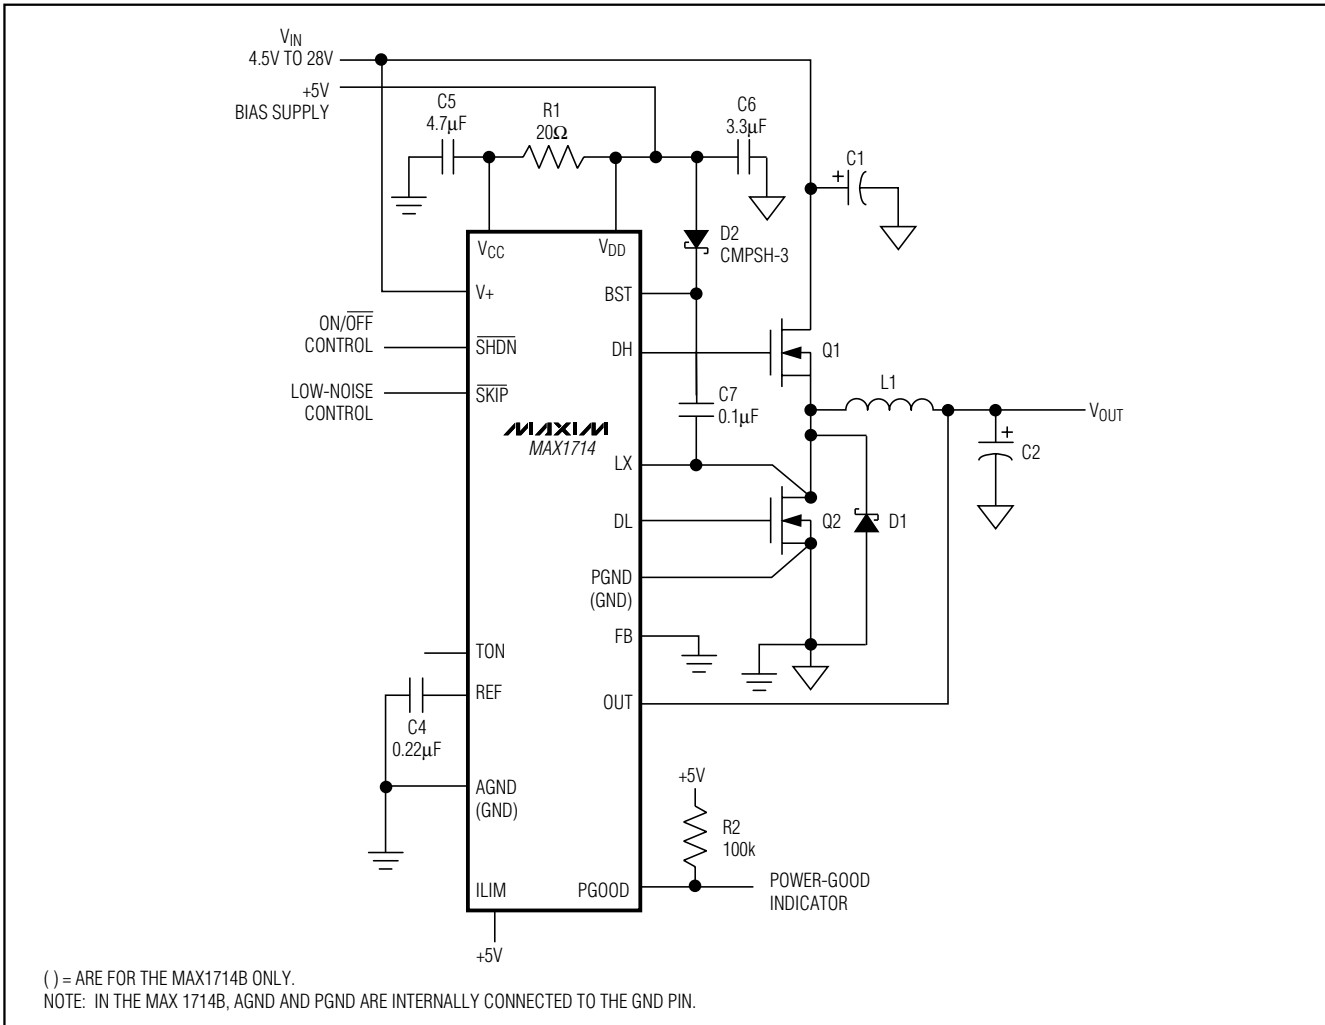 VIN
4.5V TO 28V
+5V
BIAS SUPPLY
C5
4.7µF
R1
20Ω
C6
3.3µF
C1
+
VCC
VDD
D2
CMPSH-3
V+
BST
ON/OFF
CONTROL
SHDN
DH
Q1
LOW-NOISE
CONTROL
SKIP
C7
0.1µF
L1
VOUT
MAXIM
MAX1714
+
C2
LX
DL
Q2
D1
PGND
(GND)
FB
TON
REF
OUT
C4
0.22µF
AGND
(GND)
+5V
R2
100k
ILIM
PGOOD
POWER-GOOD
INDICATOR
+5V
( ) = ARE FOR THE MAX1714B ONLY.
NOTE: IN THE MAX 1714B, AGND AND PGND ARE INTERNALLY CONNECTED TO THE GND PIN.